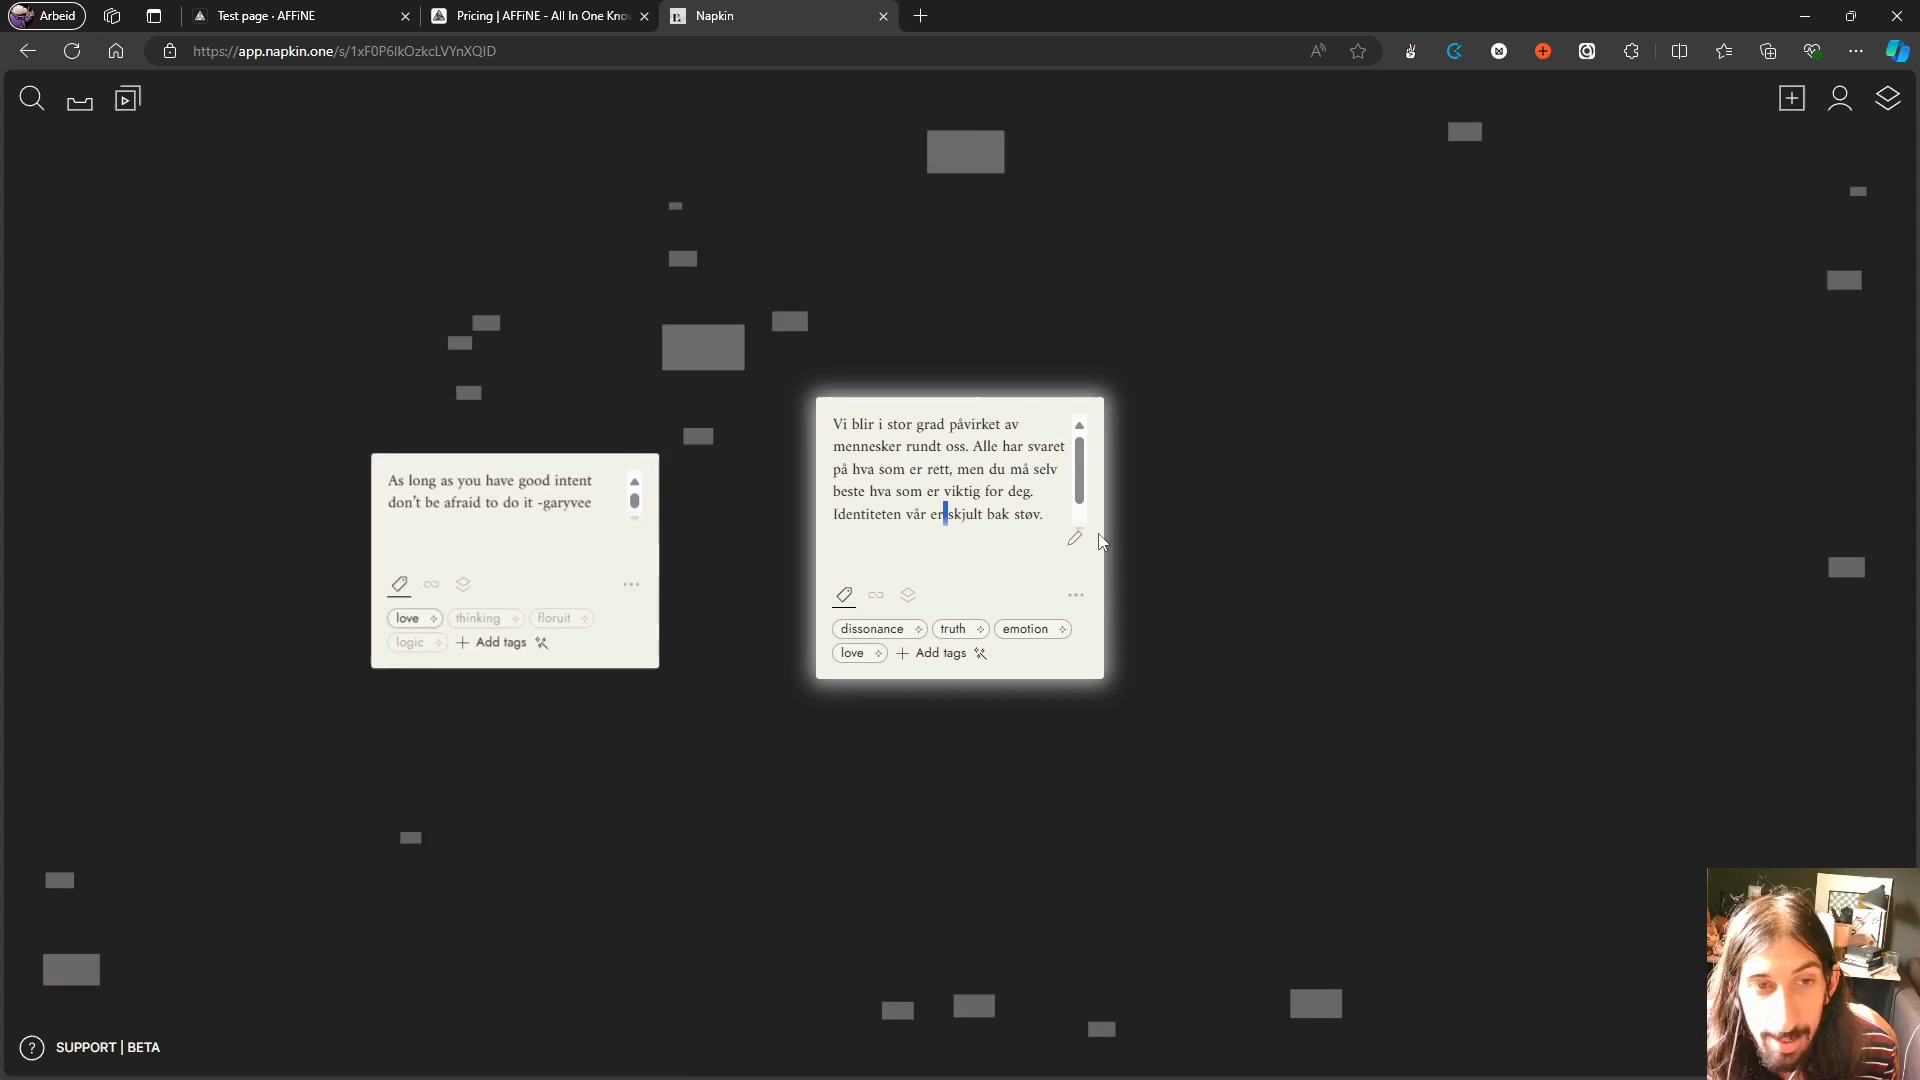 Arbeid
Test page - AFFiNE
Pricing | AFFiNE - All In One Kno
Napkin
https://app.napkin.one/s/1xF0P6IkOzkcLVYnXQID
Vi blir i stor grad påvirket av
mennesker rundt oss. Alle har svaret
på hva som er rett, men du må selv
beste hva som er viktig for deg.
Identiteten vår er skjult bak støv.
dissonance
truth
emotion
love
+ Add tags
As long as you have good intent
don't be afraid to do it -garyvee
love
thinking
floruit
logic
+ Add tags
? SUPPORT | BETA